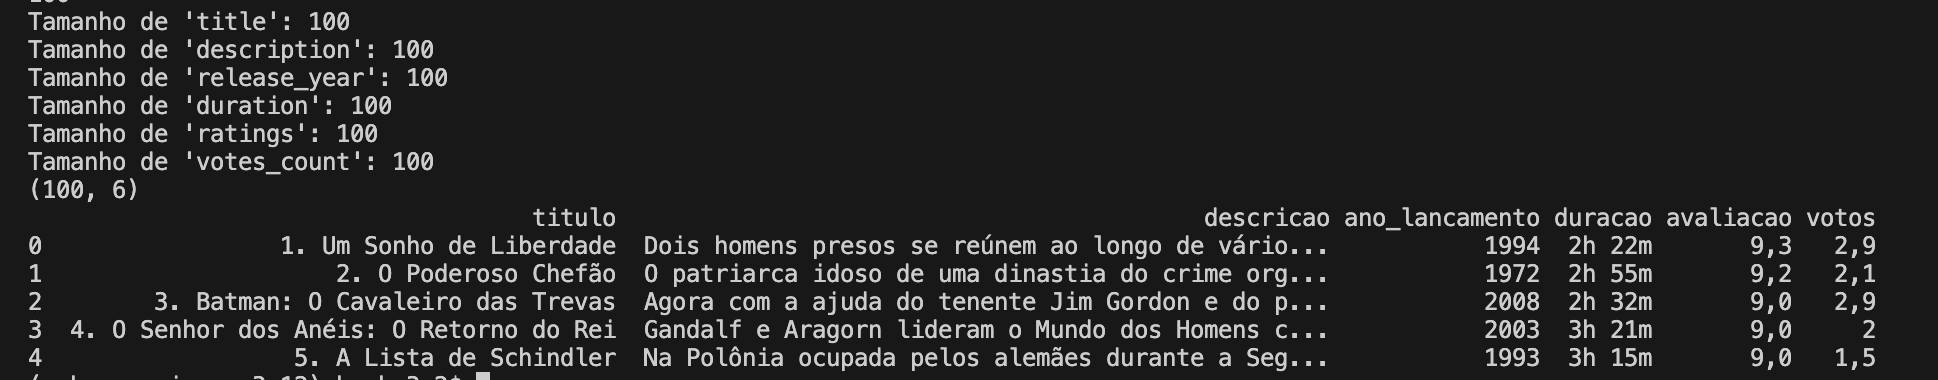 Tamanho de 'title': 100
Tamanho de 'description': 100
Tamanho de 'release_year': 100
Tamanho de 'duration': 100
Tamanho de 'ratings': 100
Tamanho de 'votes_count': 100
(100, 6)
titulo descricao ano_lancamento duracao avaliacao votos
0 1. Um Sonho de Liberdade Dois homens presos se reúnem ao longo de vário... 1994 2h 22m 9,3 2,9
1 2. O Poderoso Chefão O patriarca idoso de uma dinastia do crime org... 1972 2h 55m 9,2 2,1
2 3. Batman: O Cavaleiro das Trevas Agora com a ajuda do tenente Jim Gordon e do p... 2008 2h 32m 9,0 2,9
3 4. O Senhor dos Anéis: O Retorno do Rei Gandalf e Aragorn lideram o Mundo dos Homens c... 2003 3h 21m 9,0 2
4 5. A Lista de Schindler Na Polônia ocupada pelos alemães durante a Seg... 1993 3h 15m 9,0 1,5